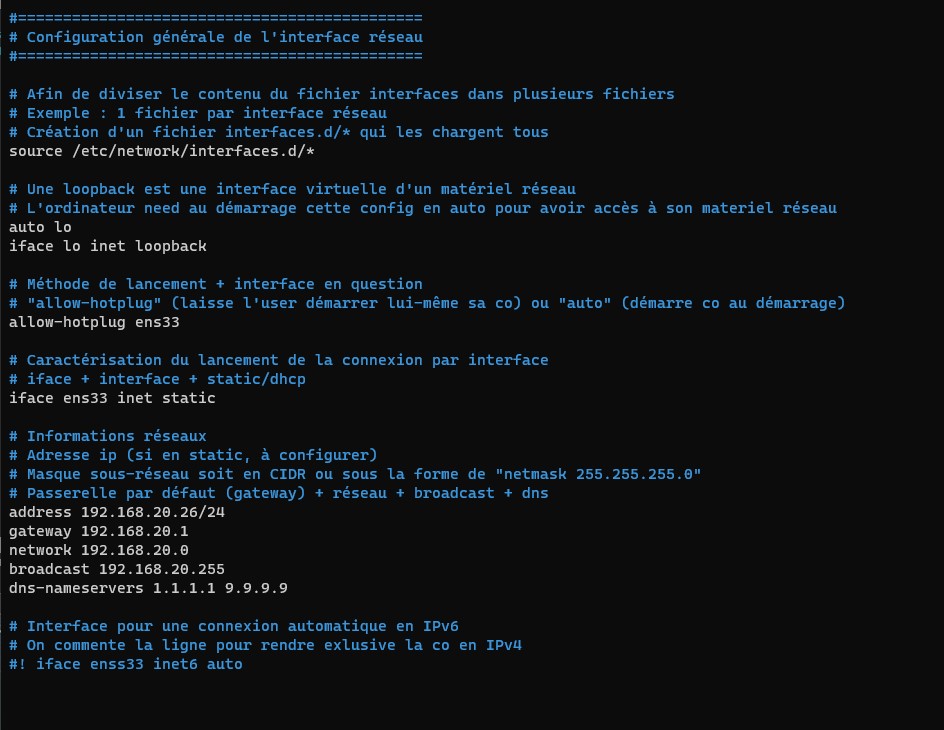 #=============================================
# Configuration générale de l'interface réseau
#=============================================
# Afin de diviser le contenu du fichier interfaces dans plusieurs fichiers
# Exemple : 1 fichier par interface réseau
# Création d'un fichier interfaces.d/* qui les chargent tous
source /etc/network/interfaces.d/*
# Une loopback est une interface virtuelle d'un matériel réseau
# L'ordinateur need au démarrage cette config en auto pour avoir accès à son materiel réseau
auto lo
iface lo inet loopback
# Méthode de lancement + interface en question
# "allow-hotplug" (laisse l'user démarrer lui-même sa co) ou "auto" (démarre co au démarrage)
allow-hotplug ens33
# Caractérisation du lancement de la connexion par interface
# iface + interface + static/dhcp
iface ens33 inet static
# Informations réseaux
# Adresse ip (si en static, à configurer)
# Masque sous-réseau soit en CIDR ou sous la forme de "netmask 255.255.255.0"
# Passerelle par défaut (gateway) + réseau + broadcast + dns
address 192.168.20.26/24
gateway 192.168.20.1
network 192.168.20.0
broadcast 192.168.20.255
dns-nameservers 1.1.1.1 9.9.9.9
# Interface pour une connexion automatique en IPv6
# On commente la ligne pour rendre exlusive la co en IPv4
#! iface enss33 inet6 auto